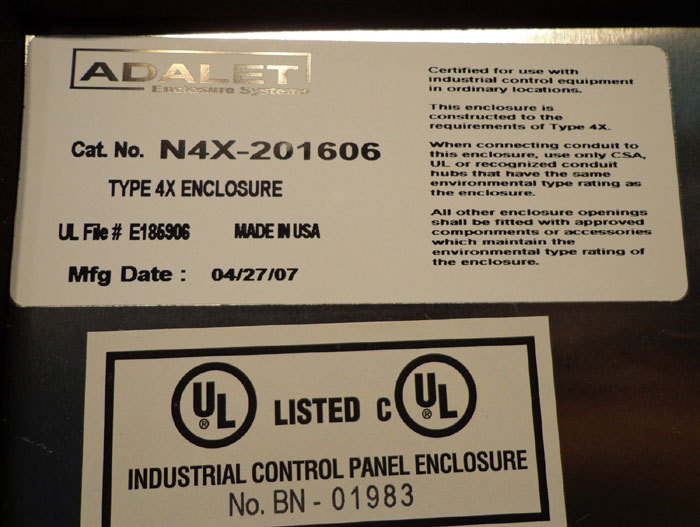 ADALET
Enclosure Systems
Cat. No. N4X-201606
TYPE 4X ENCLOSURE
UL File # E186906 MADE IN USA
Mfg Date : 04/27/07
Certified for use with
industrial control equipment
in ordinary locations.
This enclosure is
constructed to the
requirements of Type 4X.
When connecting conduit to
this enclosure, use only CSA,
UL or recognized conduit
hubs that have the same
environmental type rating as
the enclosure.
All other enclosure openings
shall be fitted with approved
componments or accessories
which maintain the
environmental type rating of
the enclosure.
UL ® LISTED C UL ®
INDUSTRIAL CONTROL PANEL ENCLOSURE
No. BN - 01983